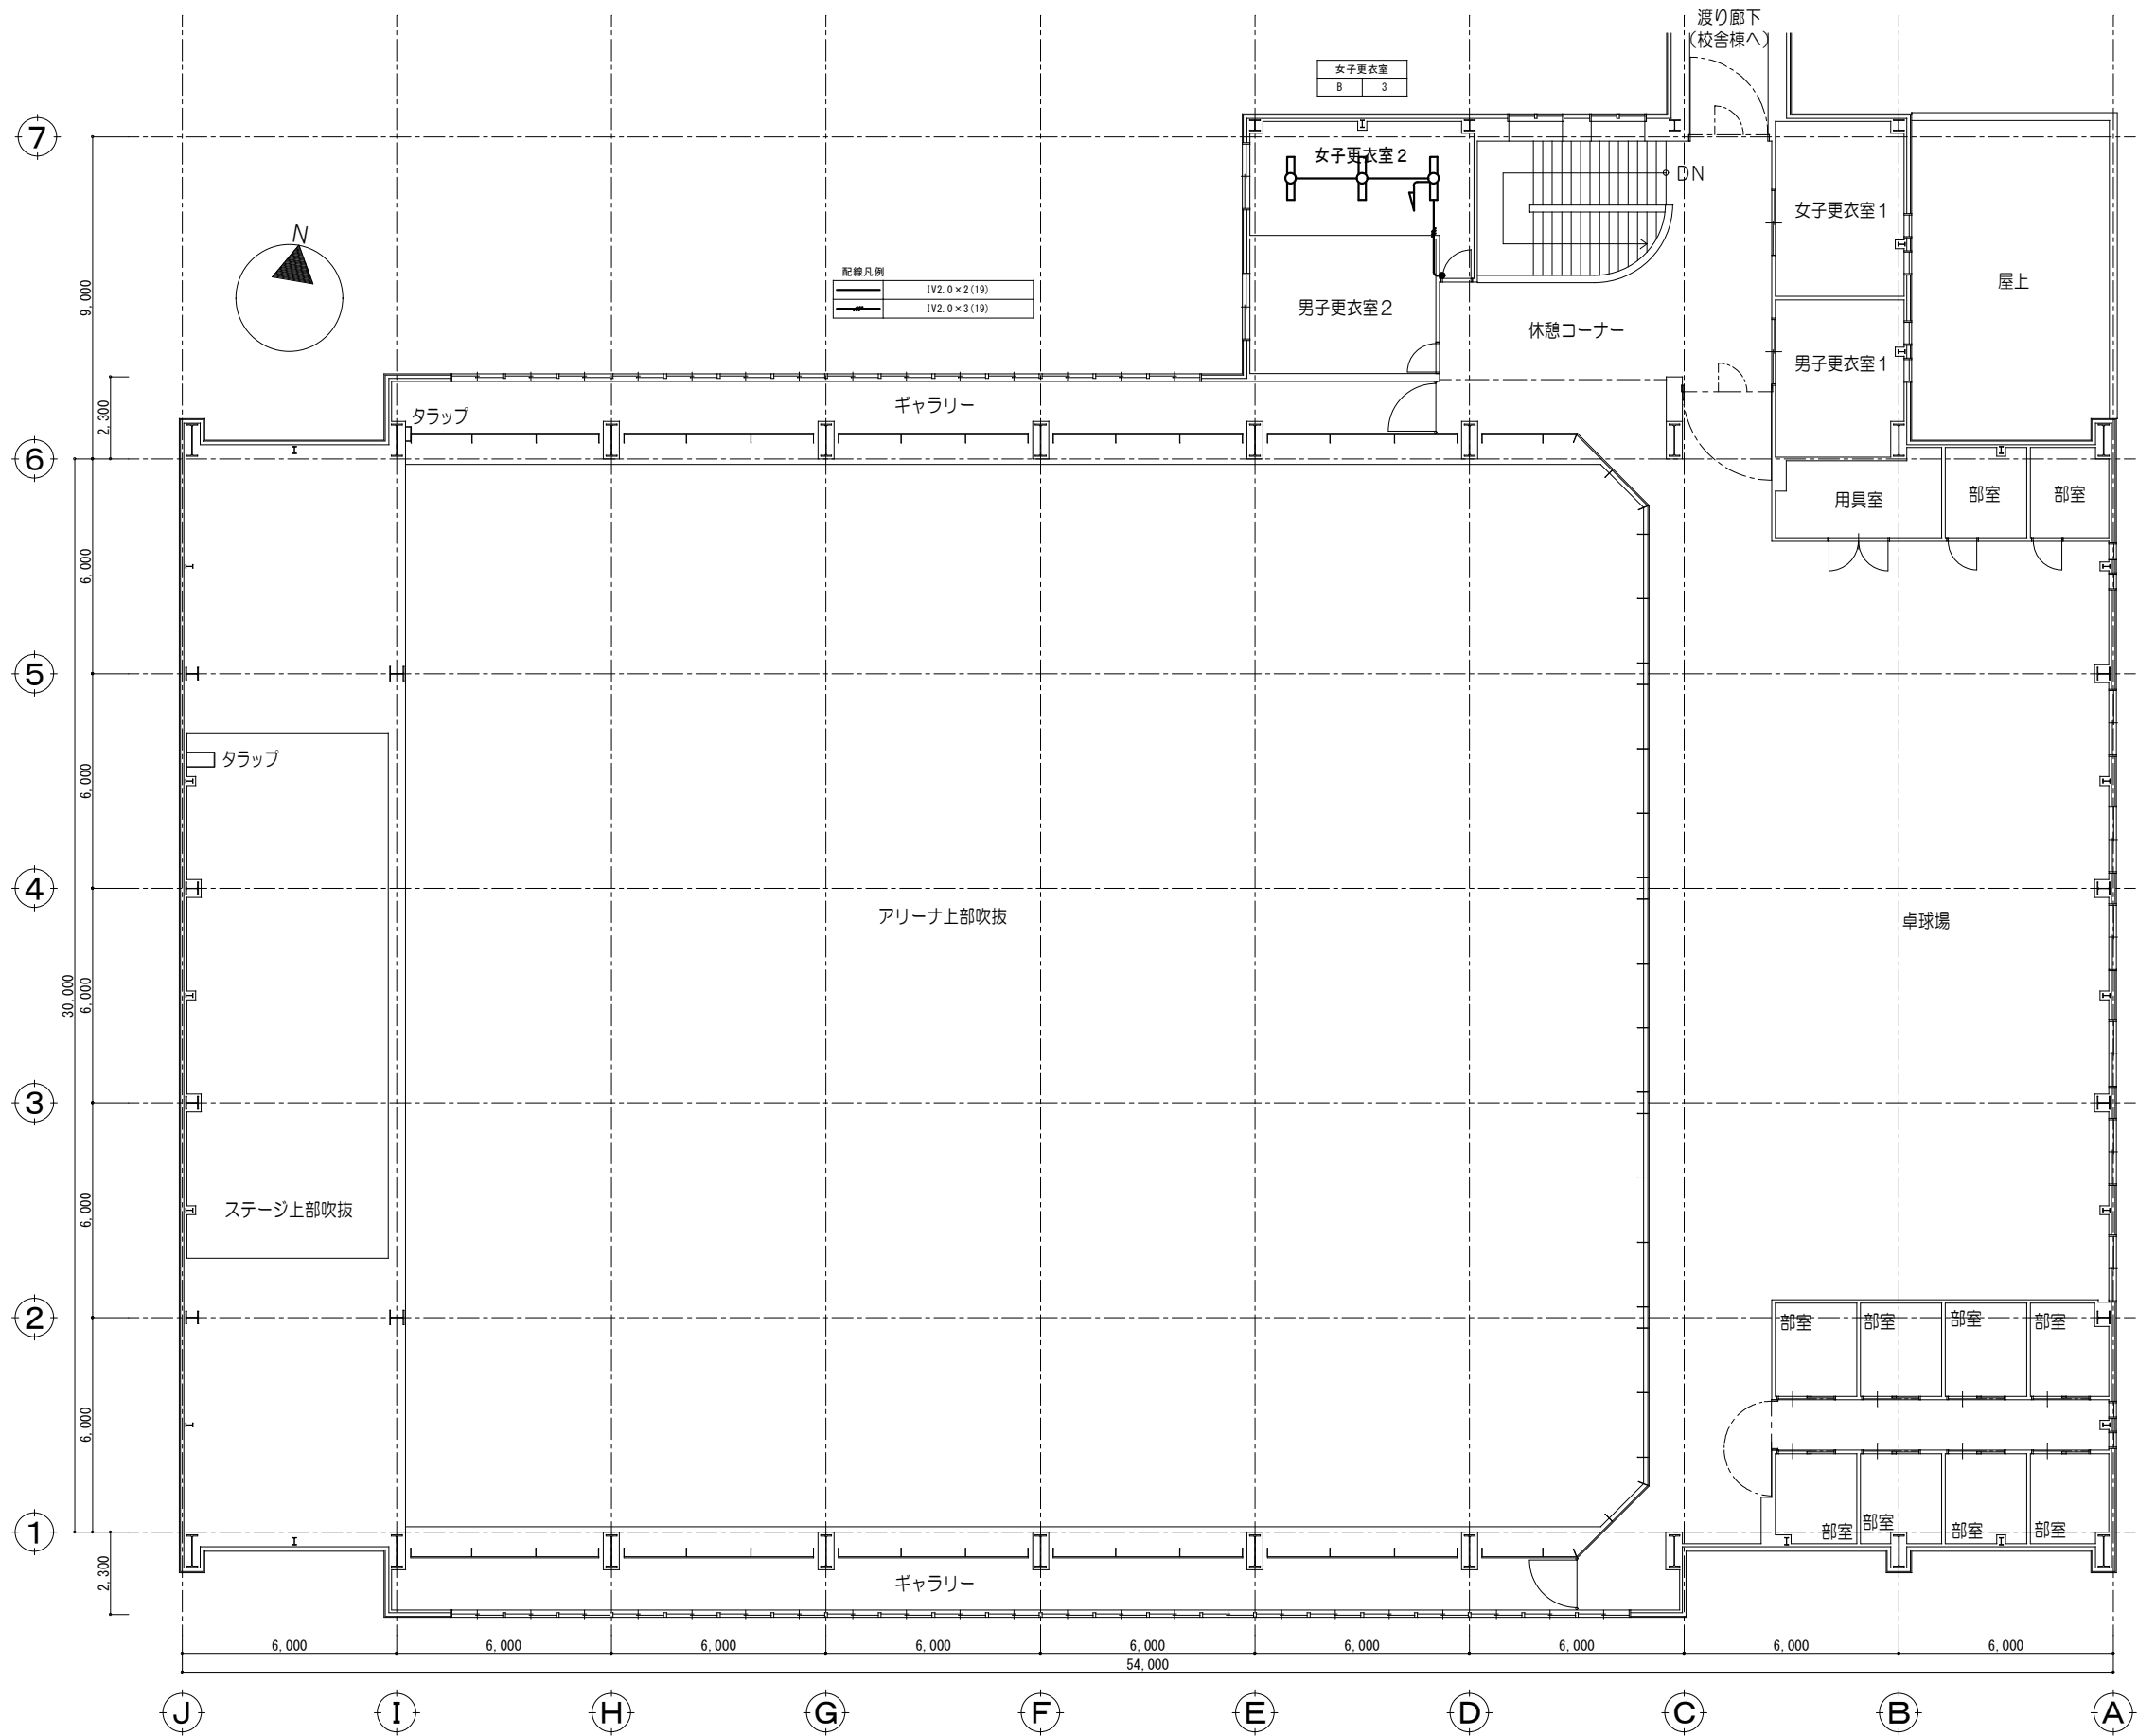 渡り廊下
(校舎棟へ)
女子更衣室
B 3
7
女子更衣室2
DN
女子更衣室1
N
配線凡例
IV2.0×2(19)
IV2.0×3(19)
屋上
9,000
男子更衣室2
休憩コーナー
男子更衣室1
2,300
タラップ
ギャラリー
6
用具室
部室
部室
6,000
5
タラップ
6,000
4
アリーナ上部吹抜
卓球場
30,000
6,000
3
ステージ上部吹抜
6,000
2
部室
部室
部室
部室
6,000
1
部室
部室
部室
部室
2,300
ギャラリー
6,000
6,000
6,000
6,000
6,000
6,000
6,000
6,000
6,000
54,000
J
I
H
G
F
E
D
C
B
A